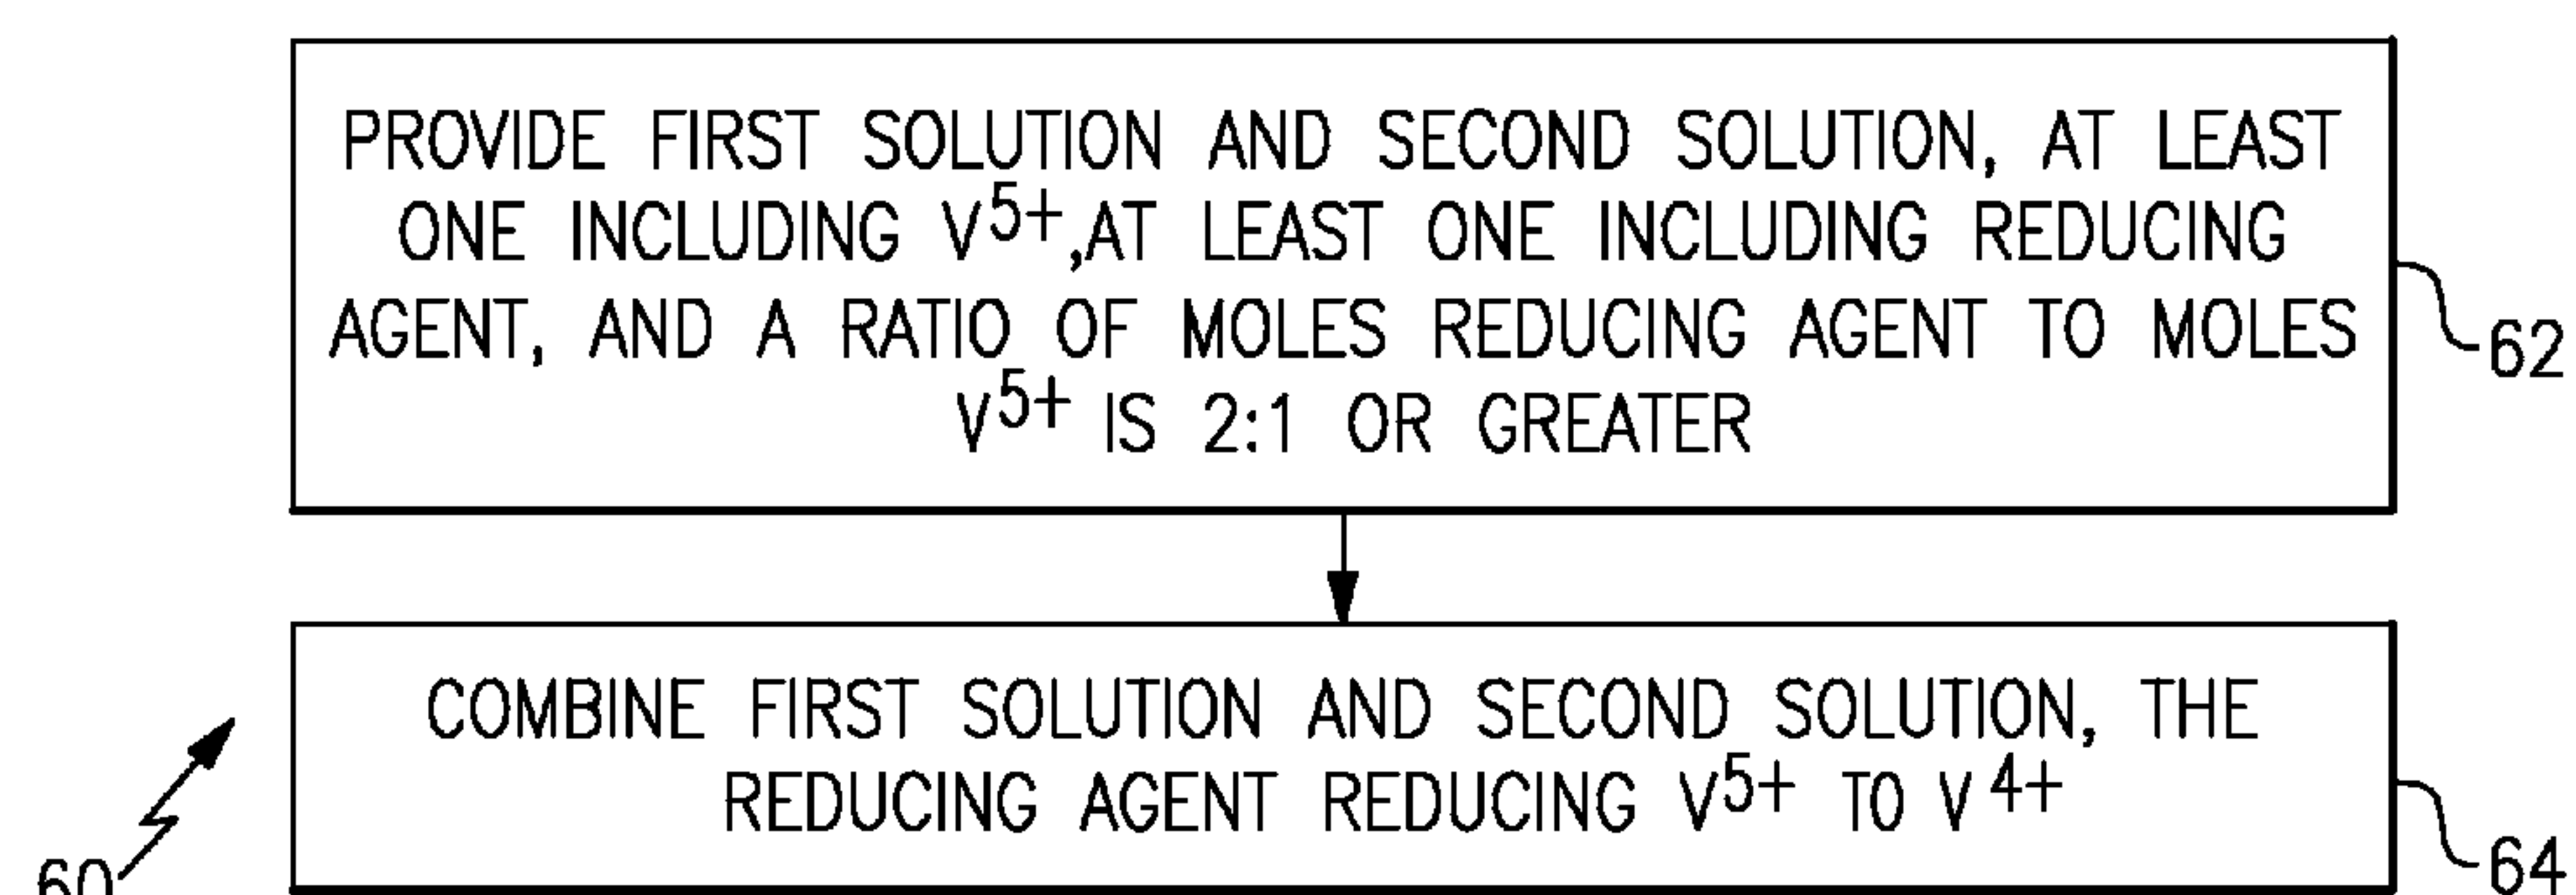 PROVIDE FIRST SOLUTION AND SECOND SOLUTION, AT LEAST
ONE INCLUDING V5+,AT LEAST ONE INCLUDING REDUCING
AGENT, AND A RATIO OF MOLES REDUCING AGENT TO MOLES
V5+ IS 2:1 OR GREATER
62
COMBINE FIRST SOLUTION AND SECOND SOLUTION, THE
REDUCING AGENT REDUCING V5+ TO V4+
64
60